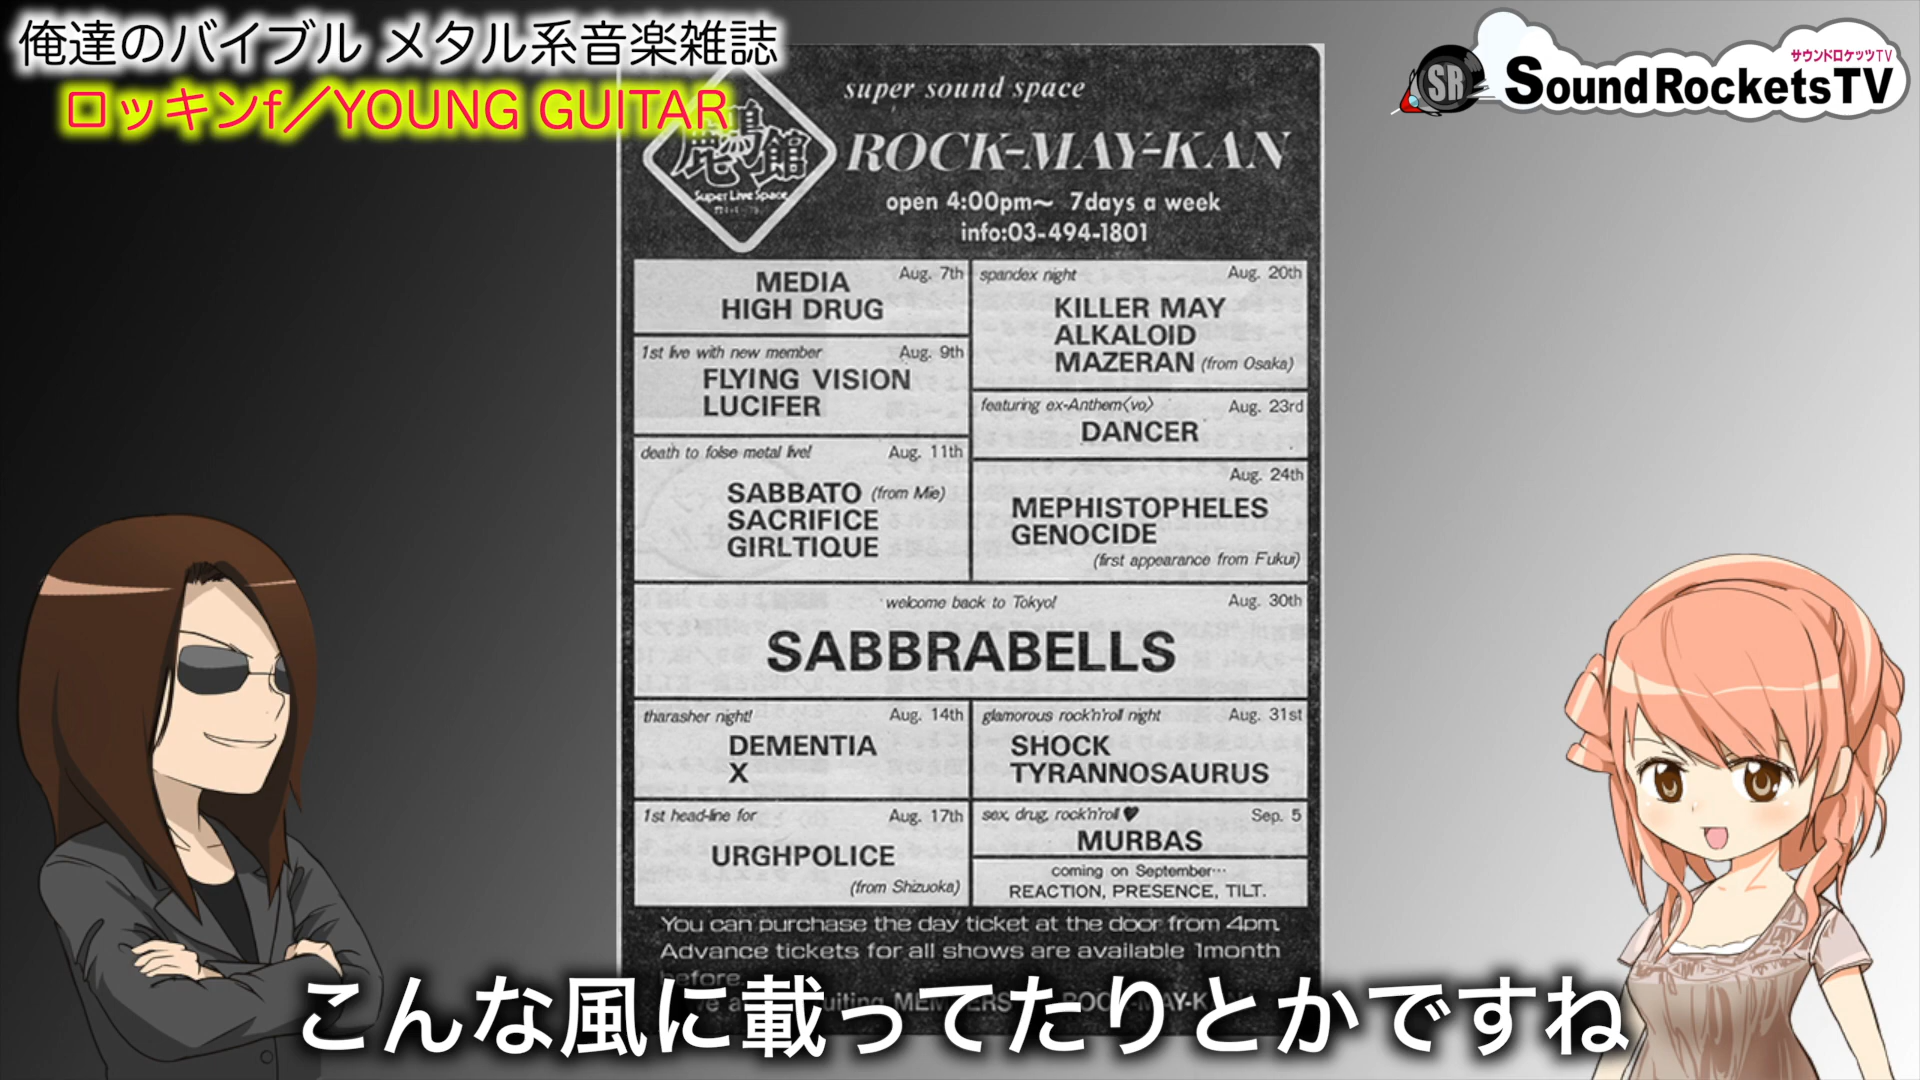 俺達のバイブル メタル系音楽雑誌
ロッキンf／YOUNG GUITAR
サウンドロケッツTV
SR SoundRocketsTV
super sound space
鹿鳴館
Super Live Space
ROCK-MAY-KAN
open 4:00pm〜 7days a week
info:03-494-1801
Aug. 7th
MEDIA
HIGH DRUG
1st live with new member Aug. 9th
FLYING VISION
LUCIFER
death to folse metal live! Aug. 11th
SABBATO (from Mie)
SACRIFICE
GIRLTIQUE
spandex night Aug. 20th
KILLER MAY
ALKALOID
MAZERAN (from Osaka)
featuring ex-Anthem〈vo〉 Aug. 23rd
DANCER
Aug. 24th
MEPHISTOPHELES
GENOCIDE
(first appearance from Fukui)
welcome back to Tokyo! Aug. 30th
SABBRABELLS
tharasher night! Aug. 14th
DEMENTIA
X
1st head-line for Aug. 17th
URGHPOLICE
(from Shizuoka)
glamorous rock'n'roll night Aug. 31st
SHOCK
TYRANNOSAURUS
sex, drug, rock'n'roll♥ Sep. 5
MURBAS
coming on September…
REACTION, PRESENCE, TILT.
You can purchase the day ticket at the door from 4pm.
Advance tickets for all shows are available 1month
before.
こんな風に載ってたりとかですね